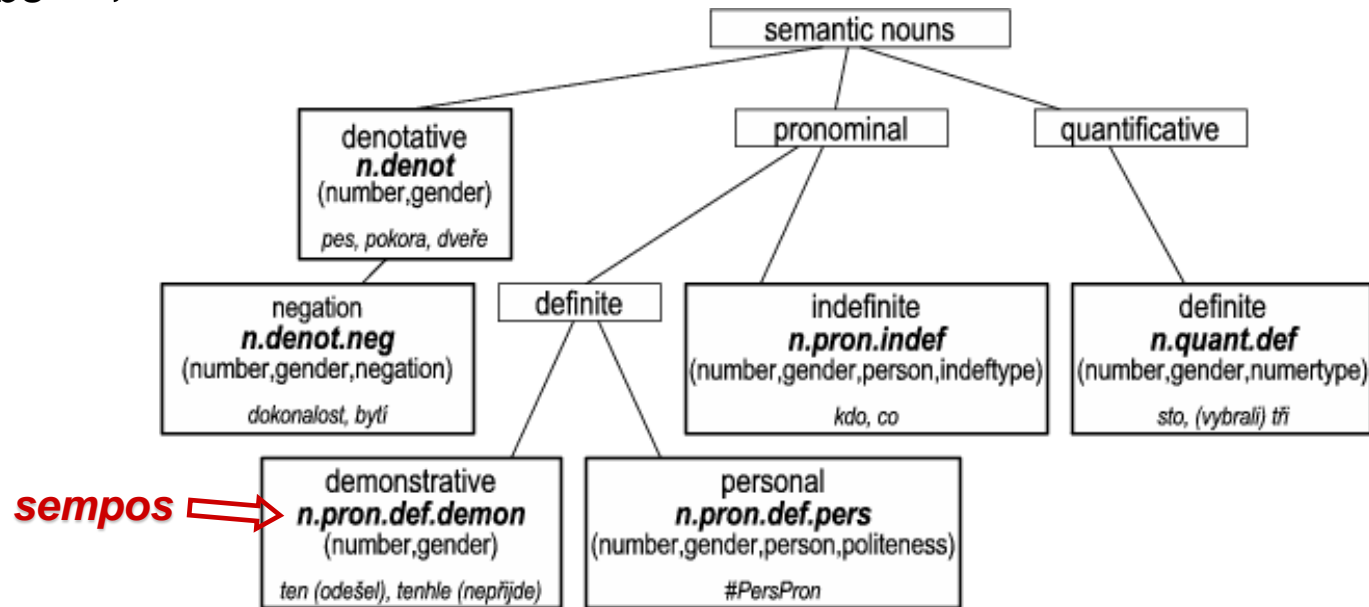 semantic nouns
denotative
n.denot
(number,gender)
pes, pokora, dveře
pronominal
quantificative
negation
n.denot.neg
(number,gender,negation)
dokonalost, bytí
definite
indefinite
n.pron.indef
(number,gender,person,indeftype)
kdo, co
definite
n.quant.def
(number,gender,numertype)
sto, (vybrali) tři
sempos
demonstrative
n.pron.def.demon
(number,gender)
ten (odešel), tenhle (nepřijde)
personal
n.pron.def.pers
(number,gender,person,politeness)
#PersPron